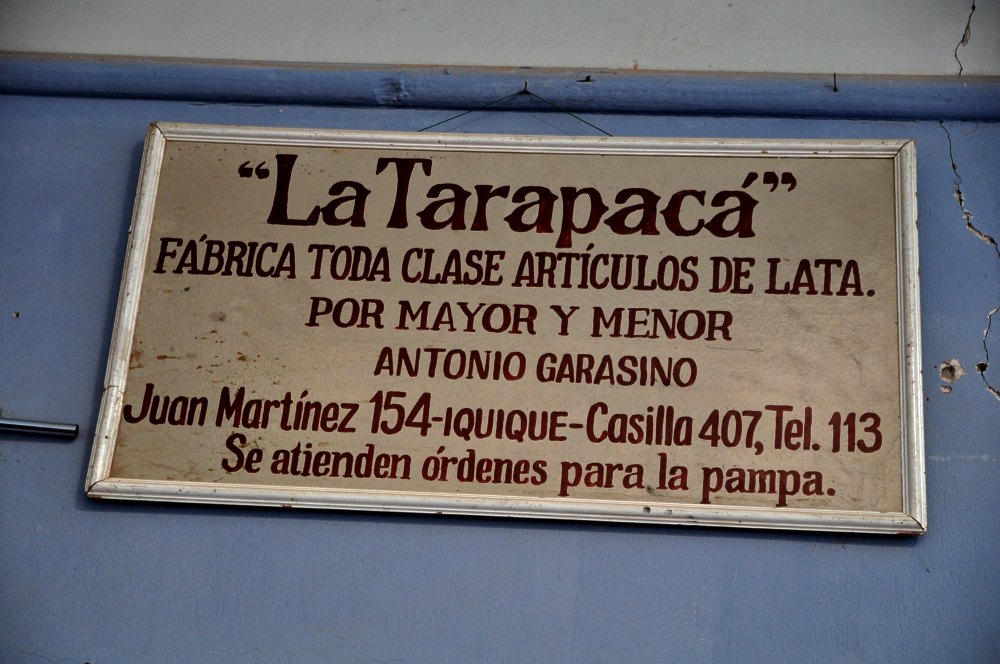 “La Tarapacá”
FÁBRICA TODA CLASE ARTÍCULOS DE LATA.
POR MAYOR Y MENOR
ANTONIO GARASINO
Juan Martínez 154-IQUIQUE-Casilla 407, Tel. 113
Se atienden órdenes para la pampa.